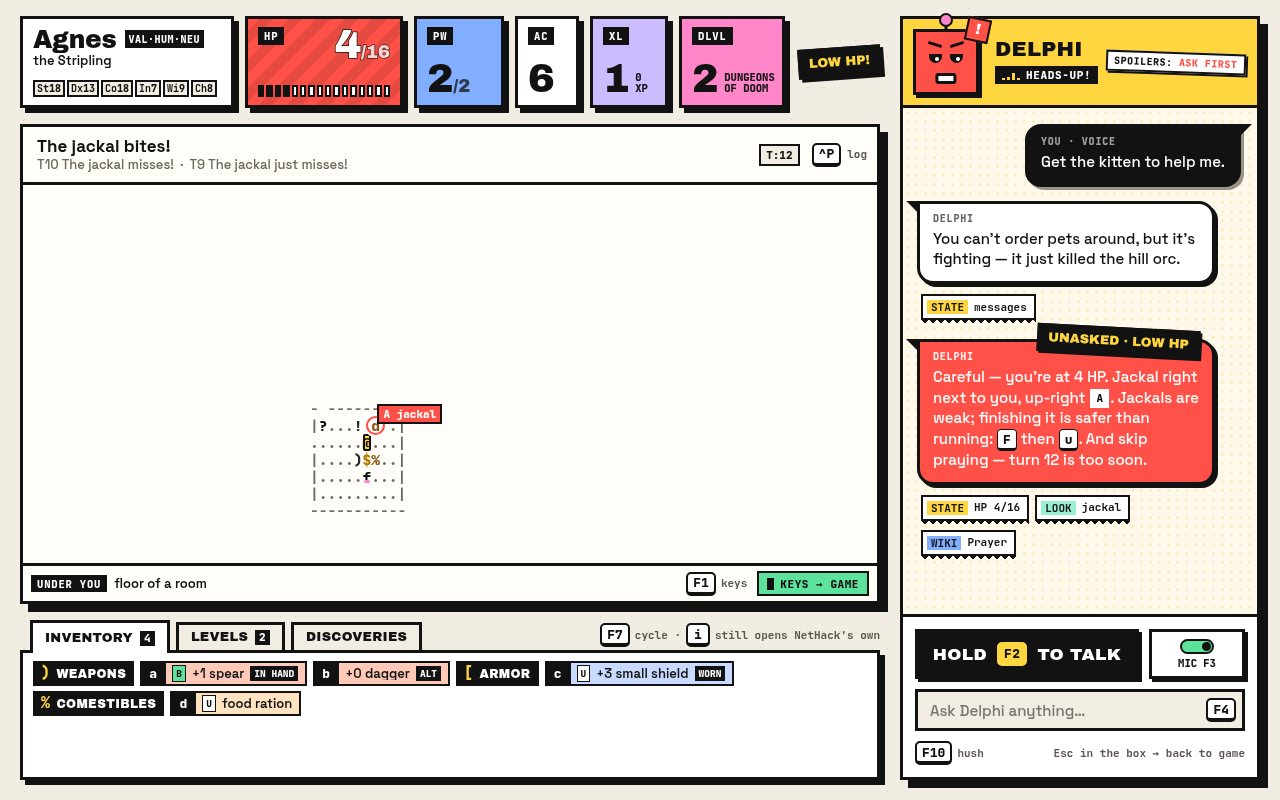 Agnes VAL·HUM·NEU
the Stripling
St18 Dx13 Co18 In7 Wi9 Ch8
HP 4/16
PW 2/2
AC 6
XL 1 0 XP
DLVL 2 DUNGEONS OF DOOM
LOW HP!
The jackal bites!
T10 The jackal misses! · T9 The jackal just misses!
T:12 ^P log
- -------
|?...!d.| A jackal
.....@...|
|....)$%..|
|.....f...|
|.........|
-----------
UNDER YOU floor of a room
F1 keys KEYS → GAME
INVENTORY 4 LEVELS 2 DISCOVERIES
F7 cycle · i still opens NetHack's own
) WEAPONS a B +1 spear IN HAND b +0 dagger ALT [ ARMOR c U +3 small shield WORN
% COMESTIBLES d U food ration
!
DELPHI
HEADS-UP!
SPOILERS: ASK FIRST
YOU · VOICE
Get the kitten to help me.
DELPHI
You can't order pets around, but it's
fighting — it just killed the hill orc.
STATE messages
UNASKED · LOW HP
DELPHI
Careful — you're at 4 HP. Jackal right
next to you, up-right A. Jackals are
weak; finishing it is safer than
running: F then u. And skip
praying — turn 12 is too soon.
STATE HP 4/16 LOOK jackal
WIKI Prayer
HOLD F2 TO TALK
MIC F3
Ask Delphi anything… F4
F10 hush Esc in the box → back to game